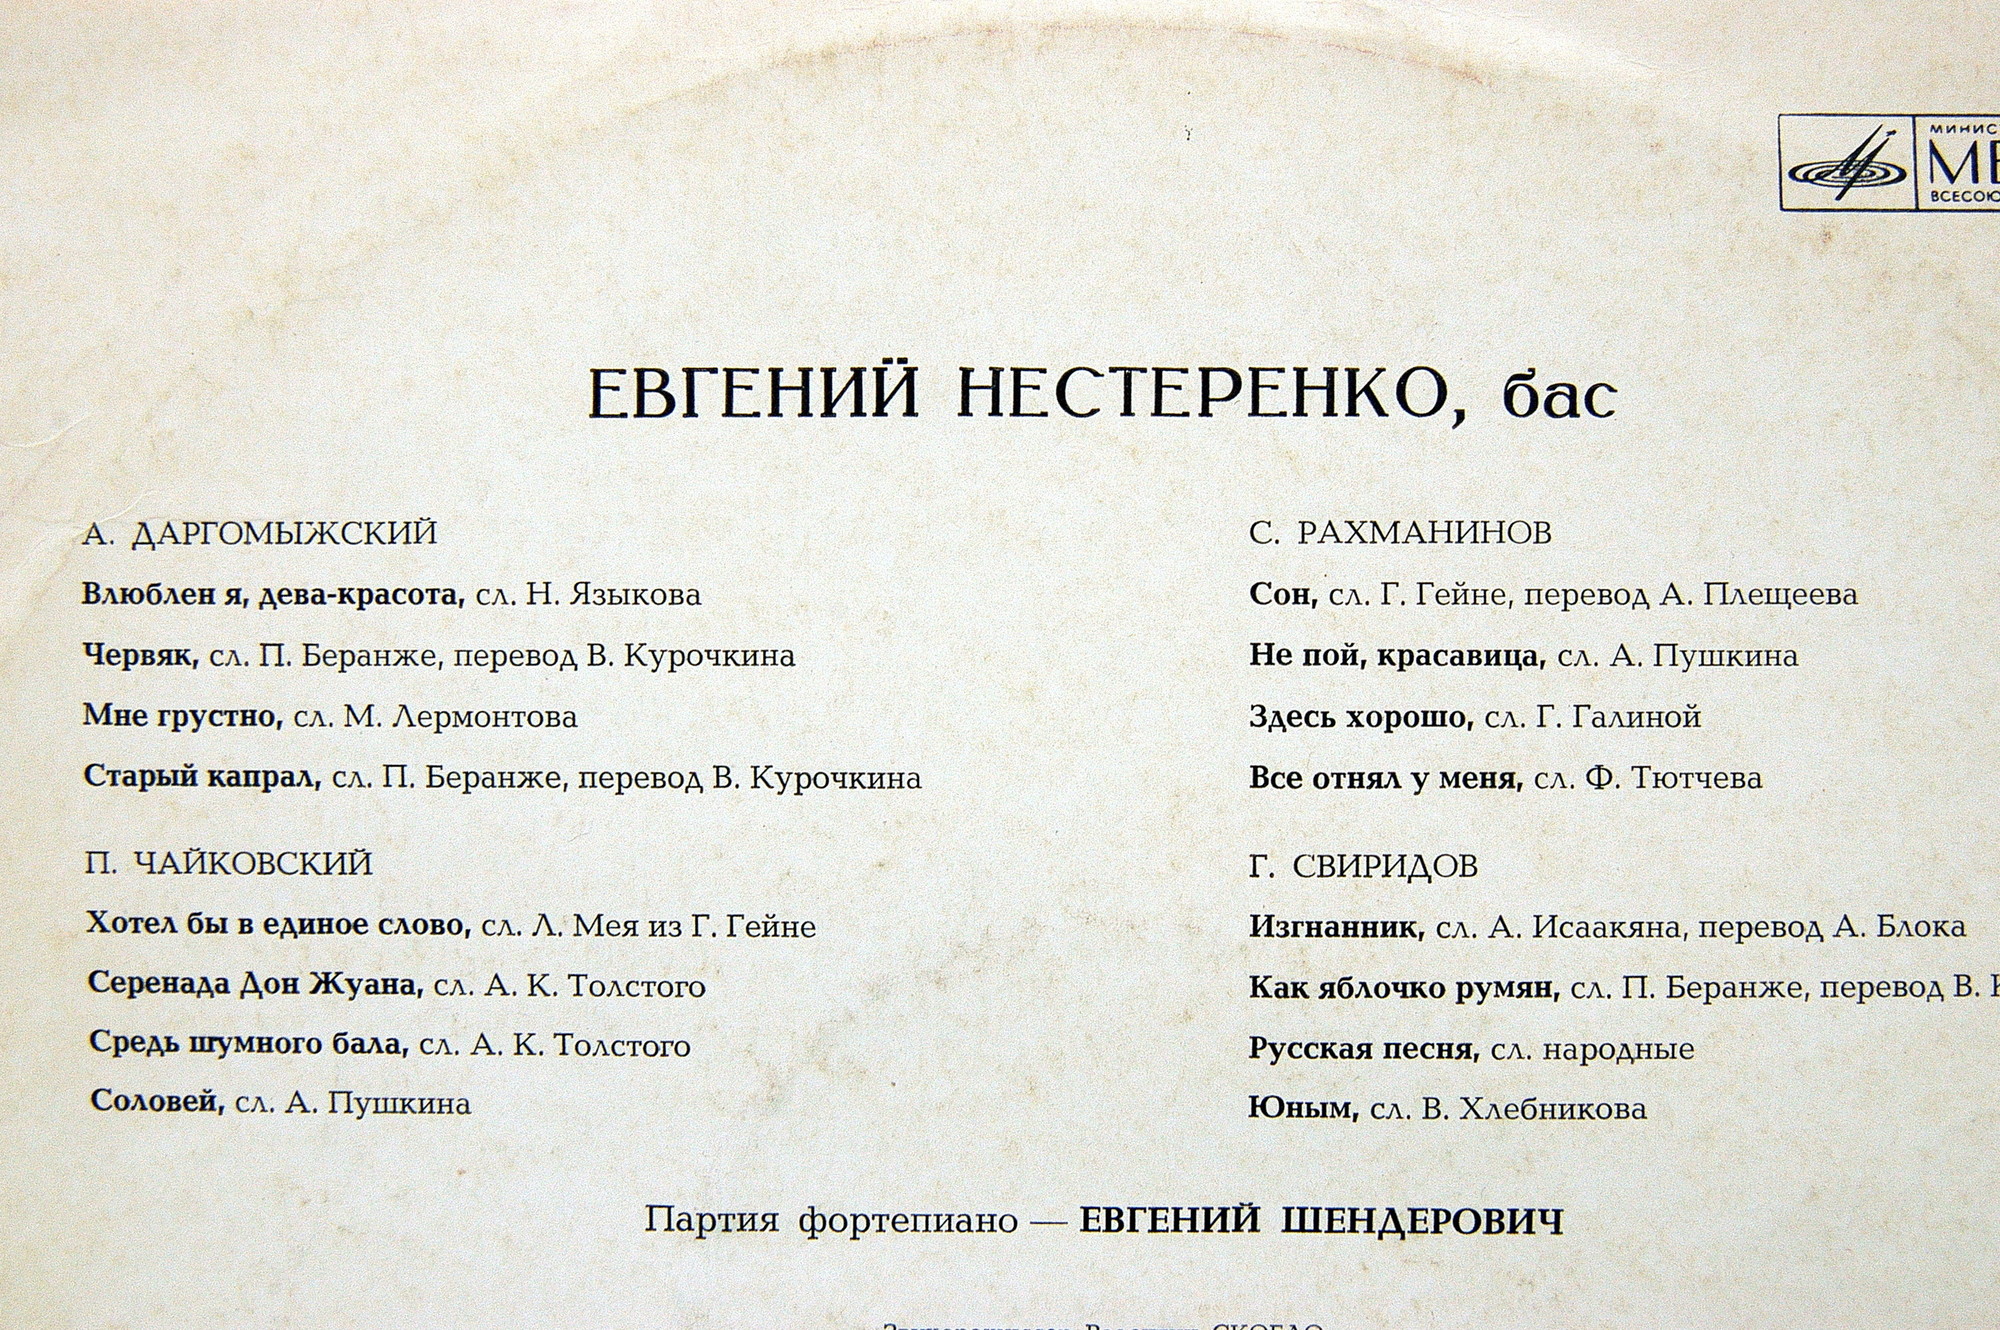 МИНИС
МЕ
ВСЕСОЮ
ЕВГЕНИЙ НЕСТЕРЕНКО, бас
А. ДАРГОМЫЖСКИЙ
Влюблен я, дева-красота, сл. Н. Языкова
Червяк, сл. П. Беранже, перевод В. Курочкина
Мне грустно, сл. М. Лермонтова
Старый капрал, сл. П. Беранже, перевод В. Курочкина
П. ЧАЙКОВСКИЙ
Хотел бы в единое слово, сл. Л. Мея из Г. Гейне
Серенада Дон Жуана, сл. А. К. Толстого
Средь шумного бала, сл. А. К. Толстого
Соловей, сл. А. Пушкина
С. РАХМАНИНОВ
Сон, сл. Г. Гейне, перевод А. Плещеева
Не пой, красавица, сл. А. Пушкина
Здесь хорошо, сл. Г. Галиной
Все отнял у меня, сл. Ф. Тютчева
Г. СВИРИДОВ
Изгнанник, сл. А. Исаакяна, перевод А. Блока
Как яблочко румян, сл. П. Беранже, перевод В.
Русская песня, сл. народные
Юным, сл. В. Хлебникова
Партия фортепиано — ЕВГЕНИЙ ШЕНДЕРОВИЧ